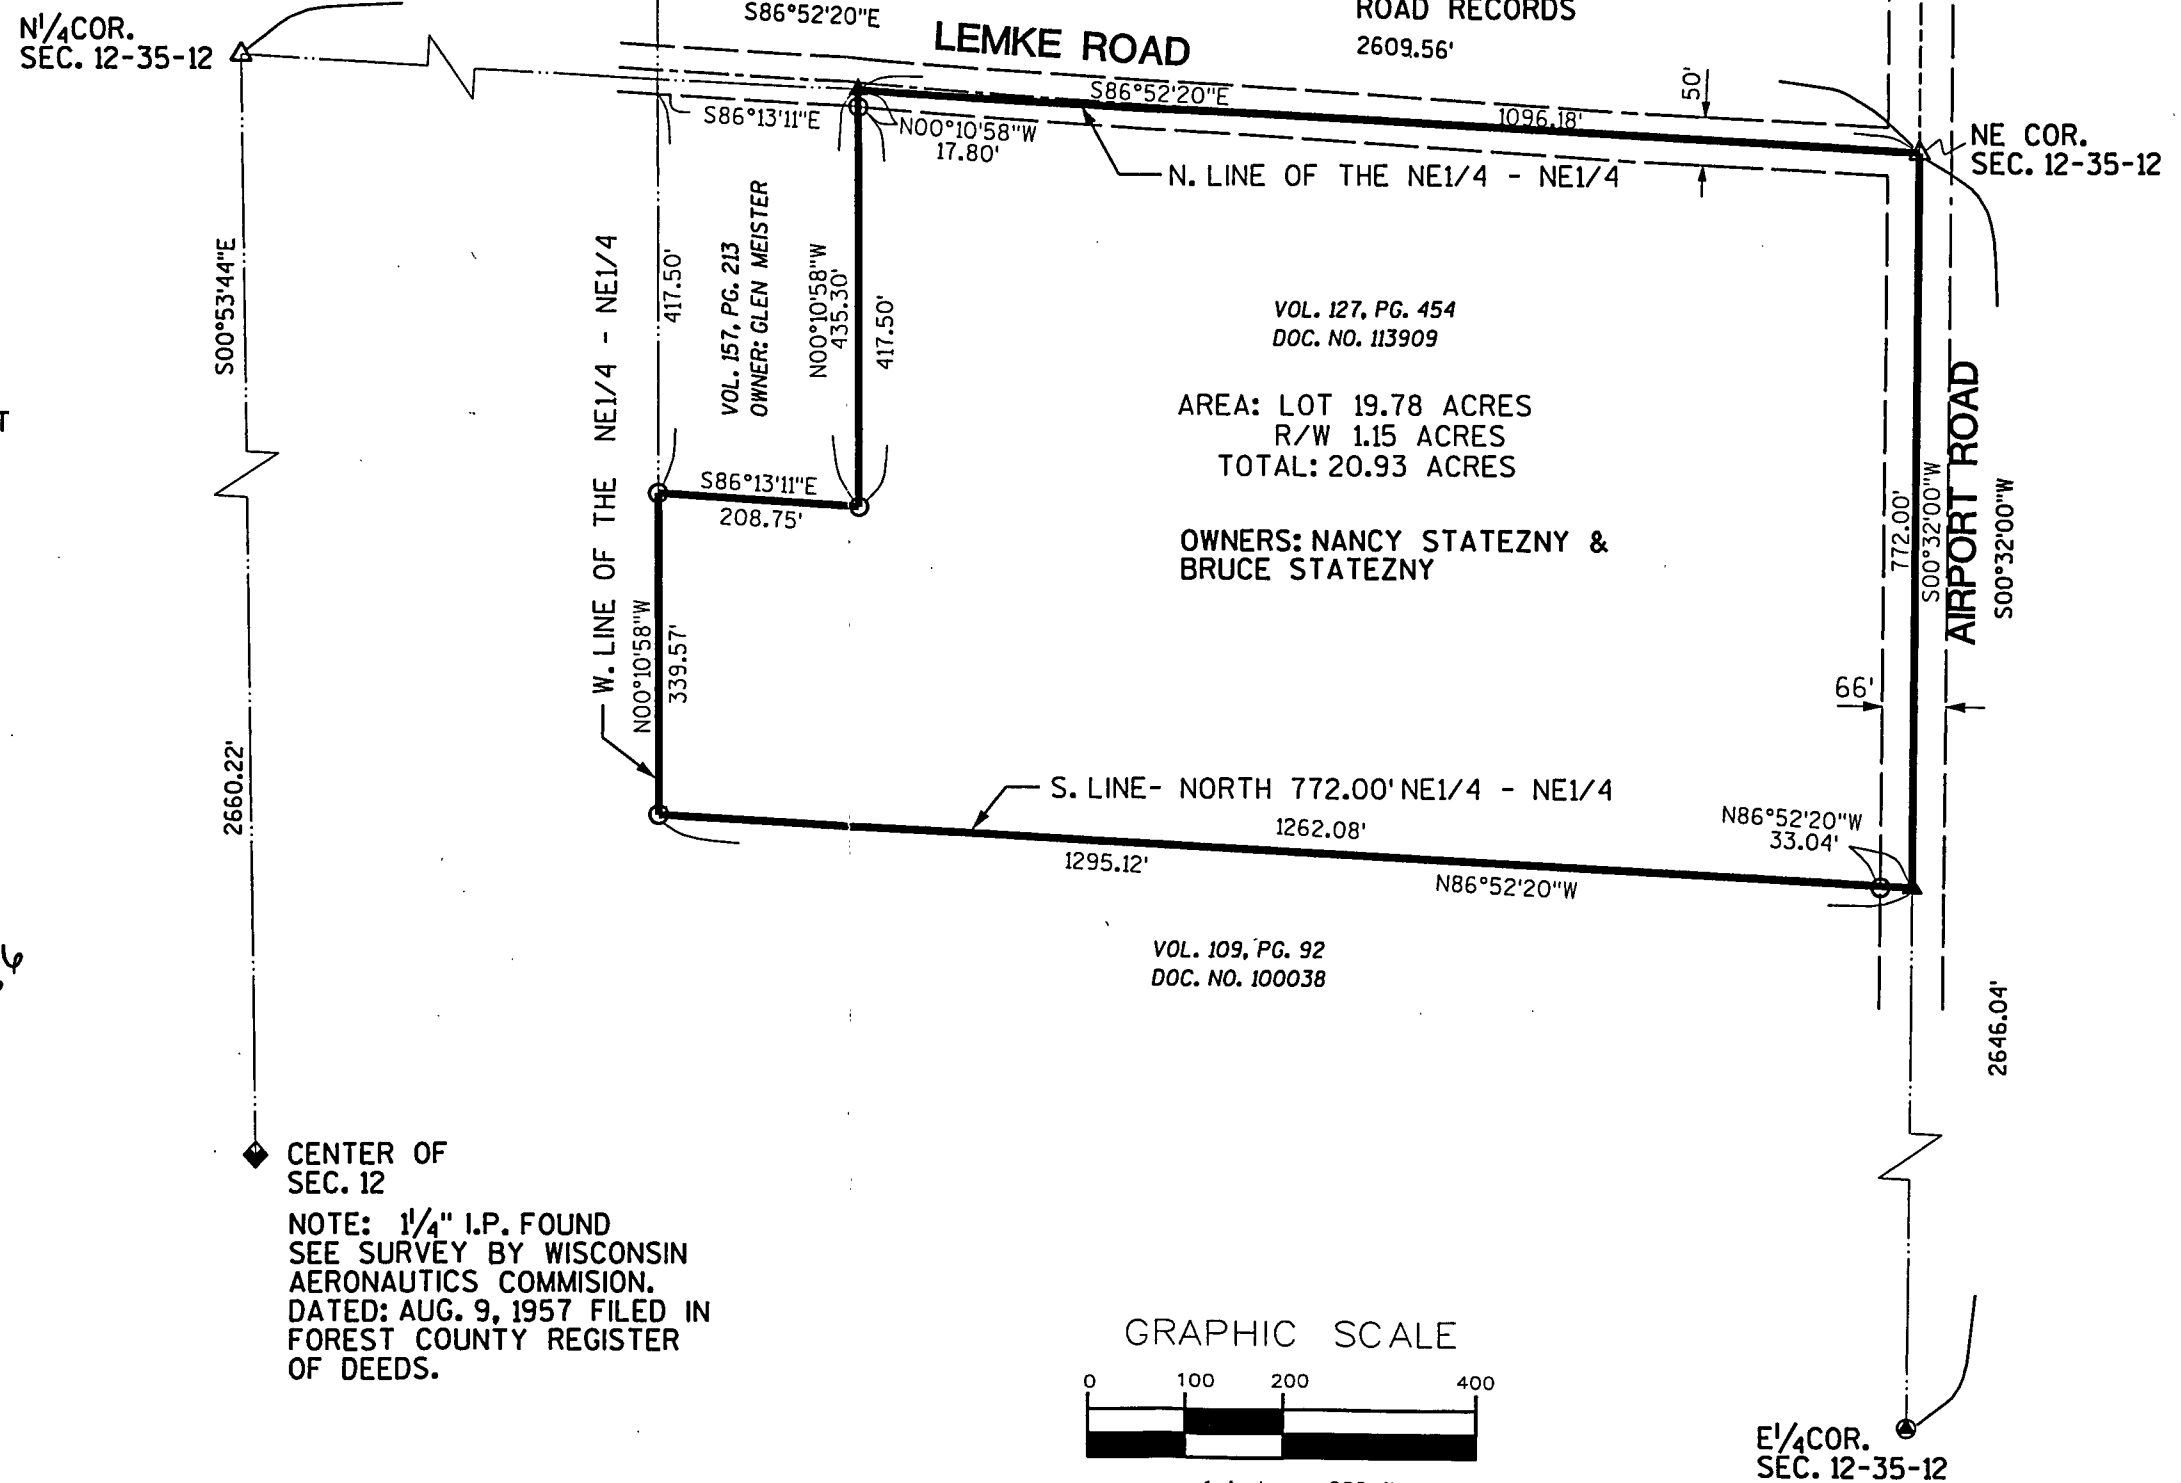 N1/4COR.
SEC. 12-35-12
S86°52'20"E
LEMKE ROAD
ROAD RECORDS
2609.56'
S86°52'20"E
1096.18'
50'
NE COR.
SEC. 12-35-12
S86°13'11"E
N00°10'58"W
17.80'
N. LINE OF THE NE1/4 - NE1/4
S00°53'44"E
2660.22'
W. LINE OF THE NE1/4 - NE1/4
417.50'
VOL. 157, PG. 213
OWNER: GLEN MEISTER
N00°10'58"W
435.30'
417.50'
VOL. 127, PG. 454
DOC. NO. 113909
AREA: LOT 19.78 ACRES
R/W 1.15 ACRES
TOTAL: 20.93 ACRES
OWNERS: NANCY STATEZNY &
BRUCE STATEZNY
772.00'
S00°32'00"W
AIRPORT ROAD
S00°32'00"W
S86°13'11"E
208.75'
N00°10'58"W
339.57'
66'
S. LINE- NORTH 772.00' NE1/4 - NE1/4
1262.08'
1295.12'
N86°52'20"W
N86°52'20"W
33.04'
VOL. 109, PG. 92
DOC. NO. 100038
2646.04'
CENTER OF
SEC. 12
NOTE: 1 1/4" I.P. FOUND
SEE SURVEY BY WISCONSIN
AERONAUTICS COMMISION.
DATED: AUG. 9, 1957 FILED IN
FOREST COUNTY REGISTER
OF DEEDS.
GRAPHIC SCALE
0 100 200 400
E1/4COR.
SEC. 12-35-12